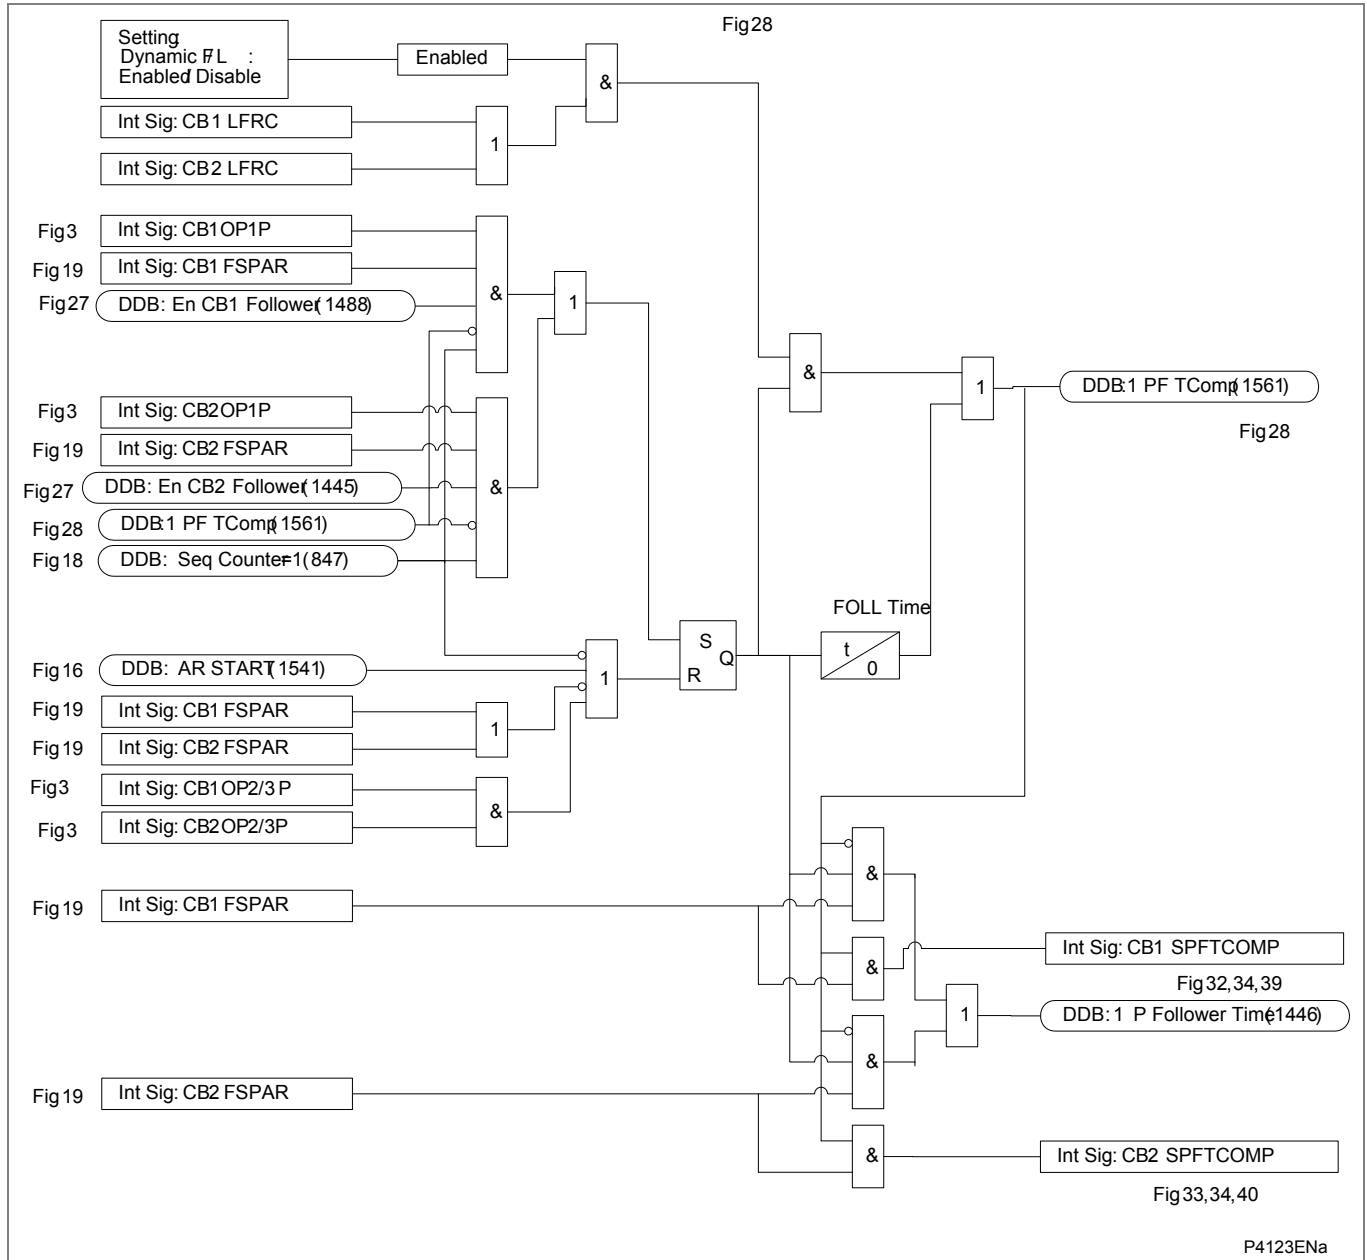 Fig28
Setting:
Dynamic F/L :
Enabled/Disable
Enabled
&
Int Sig: CB1 LFRC
1
Int Sig: CB2 LFRC
Fig3
Int Sig: CB1OP1P
Fig19
Int Sig: CB1 FSPAR
Fig27
DDB: En CB1 Follower(1488)
&
1
&
1
DDB:1 PF TComp(1561)
Fig28
Fig3
Int Sig: CB2OP1P
Fig19
Int Sig: CB2 FSPAR
Fig27
DDB: En CB2 Follower(1445)
&
Fig28
DDB:1 PF TComp(1561)
Fig18
DDB: Seq Counter=1(847)
FOLL Time
t
0
S
Q
R
Fig16
DDB: AR START(1541)
1
Fig19
Int Sig: CB1 FSPAR
1
Fig19
Int Sig: CB2 FSPAR
Fig3
Int Sig: CB1OP2/3P
&
Fig3
Int Sig: CB2OP2/3P
&
Fig19
Int Sig: CB1 FSPAR
&
Int Sig: CB1 SPFTCOMP
Fig32,34,39
1
DDB: 1 P Follower Time(1446)
&
Fig19
Int Sig: CB2 FSPAR
&
Int Sig: CB2 SPFTCOMP
Fig33,34,40
P4123ENa